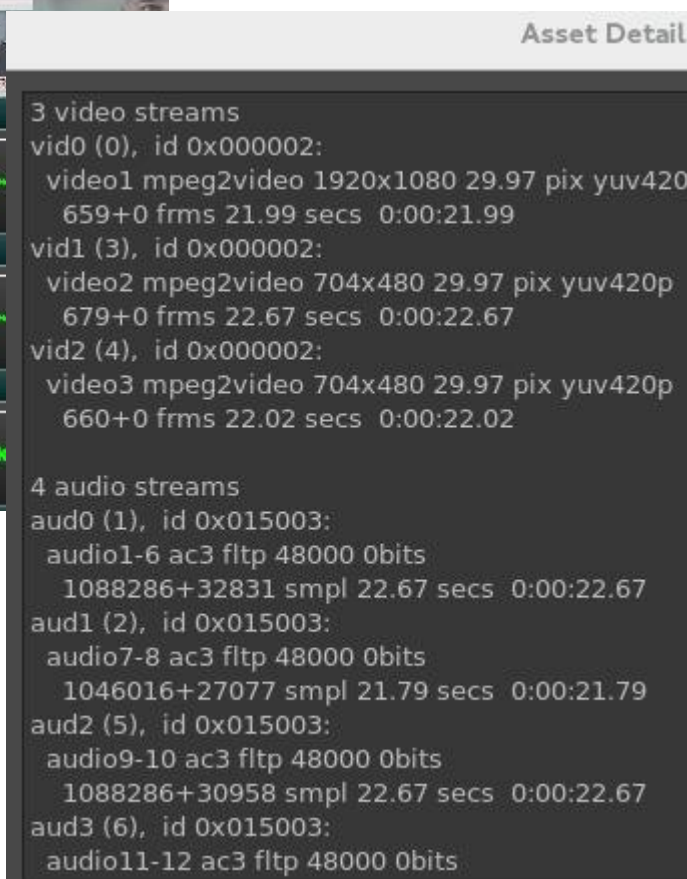 Asset Detail
3 video streams
vid0 (0),  id 0x000002:
video1 mpeg2video 1920x1080 29.97 pix yuv420
659+0 frms 21.99 secs  0:00:21.99
vid1 (3),  id 0x000002:
video2 mpeg2video 704x480 29.97 pix yuv420p
679+0 frms 22.67 secs  0:00:22.67
vid2 (4),  id 0x000002:
video3 mpeg2video 704x480 29.97 pix yuv420p
660+0 frms 22.02 secs  0:00:22.02
4 audio streams
aud0 (1),  id 0x015003:
audio1-6 ac3 fltp 48000 0bits
1088286+32831 smpl 22.67 secs  0:00:22.67
aud1 (2),  id 0x015003:
audio7-8 ac3 fltp 48000 0bits
1046016+27077 smpl 21.79 secs  0:00:21.79
aud2 (5),  id 0x015003:
audio9-10 ac3 fltp 48000 0bits
1088286+30958 smpl 22.67 secs  0:00:22.67
aud3 (6),  id 0x015003:
audio11-12 ac3 fltp 48000 0bits